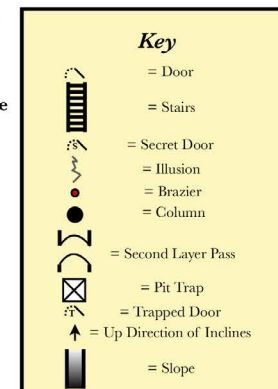 Key
= Door
= Stairs
S = Secret Door
= Illusion
= Brazier
= Column
= Second Layer Pass
= Pit Trap
T = Trapped Door
= Up Direction of Inclines
= Slope
e